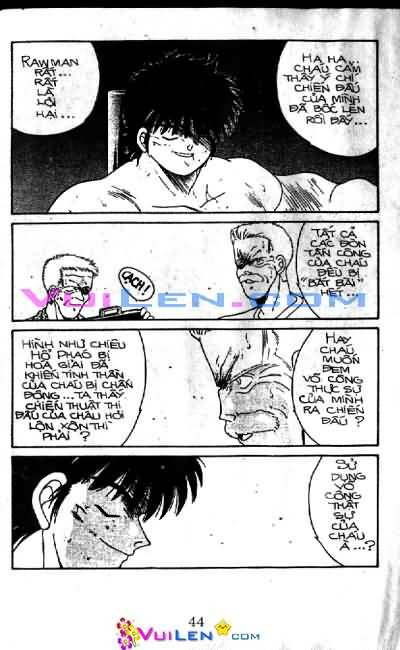 RAWMAN
RẤT...
RẤT
LÀ
LỢI
HẠI...
HA HA...
CHÁU CẢM
THẤY Ý CHÍ
CHIẾN ĐẤU
CỦA MÌNH
ĐÃ BỐC LÊN
RỒI ĐÂY...
TẤT CẢ
CÁC ĐÒN
TẤN CÔNG
CỦA CHÁU
ĐỀU BỊ
"BẤT BẠI"
HẾT...
CẠCH!
VUILEN.COM
HÌNH NHƯ CHIÊU
HỔ PHÁO BỊ
HOÁ GIẢI ĐÃ
KHIẾN TINH THẦN
CỦA CHÁU BỊ CHẤN
ĐỘNG... TA THẤY
CHIẾN THUẬT THI
ĐẤU CỦA CHÁU HƠI
LỘN XỘN THÌ
PHẢI ?
HAY
CHÁU
MUỐN
ĐEM
VÕ CÔNG
THỰC SỰ
CỦA MÌNH
RA CHIẾN
ĐẤU ?
SỬ
DỤNG
VÕ
CÔNG
THẬT
SỰ
CỦA
CHÁU
À...?
44
VUILEN.COM